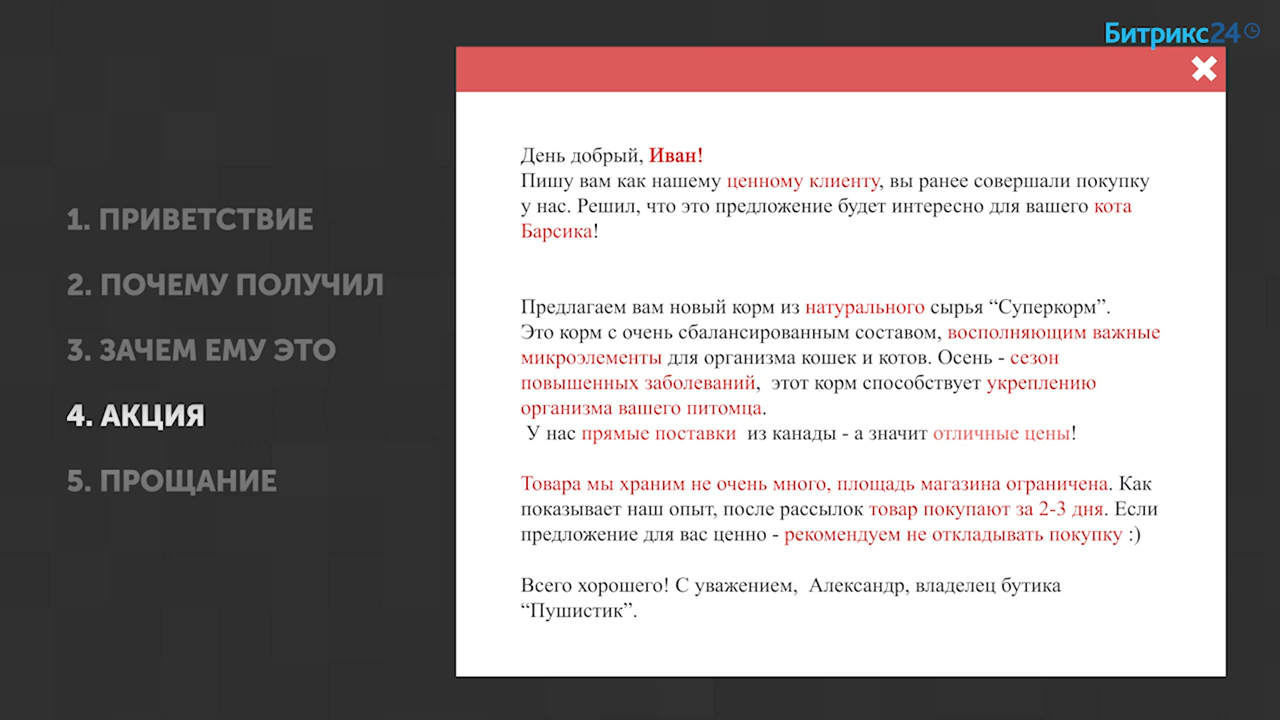 Битрикс24
1. ПРИВЕТСТВИЕ
2. ПОЧЕМУ ПОЛУЧИЛ
3. ЗАЧЕМ ЕМУ ЭТО
4. АКЦИЯ
5. ПРОЩАНИЕ
День добрый, Иван!
Пишу вам как нашему ценному клиенту, вы ранее совершали покупку
у нас. Решил, что это предложение будет интересно для вашего кота
Барсика!
Предлагаем вам новый корм из натурального сырья “Суперкорм”.
Это корм с очень сбалансированным составом, восполняющим важные
микроэлементы для организма кошек и котов. Осень - сезон
повышенных заболеваний, этот корм способствует укреплению
организма вашего питомца.
У нас прямые поставки из канады - а значит отличные цены!
Товара мы храним не очень много, площадь магазина ограничена. Как
показывает наш опыт, после рассылок товар покупают за 2-3 дня. Если
предложение для вас ценно - рекомендуем не откладывать покупку :)
Всего хорошего! С уважением, Александр, владелец бутика
“Пушистик”.